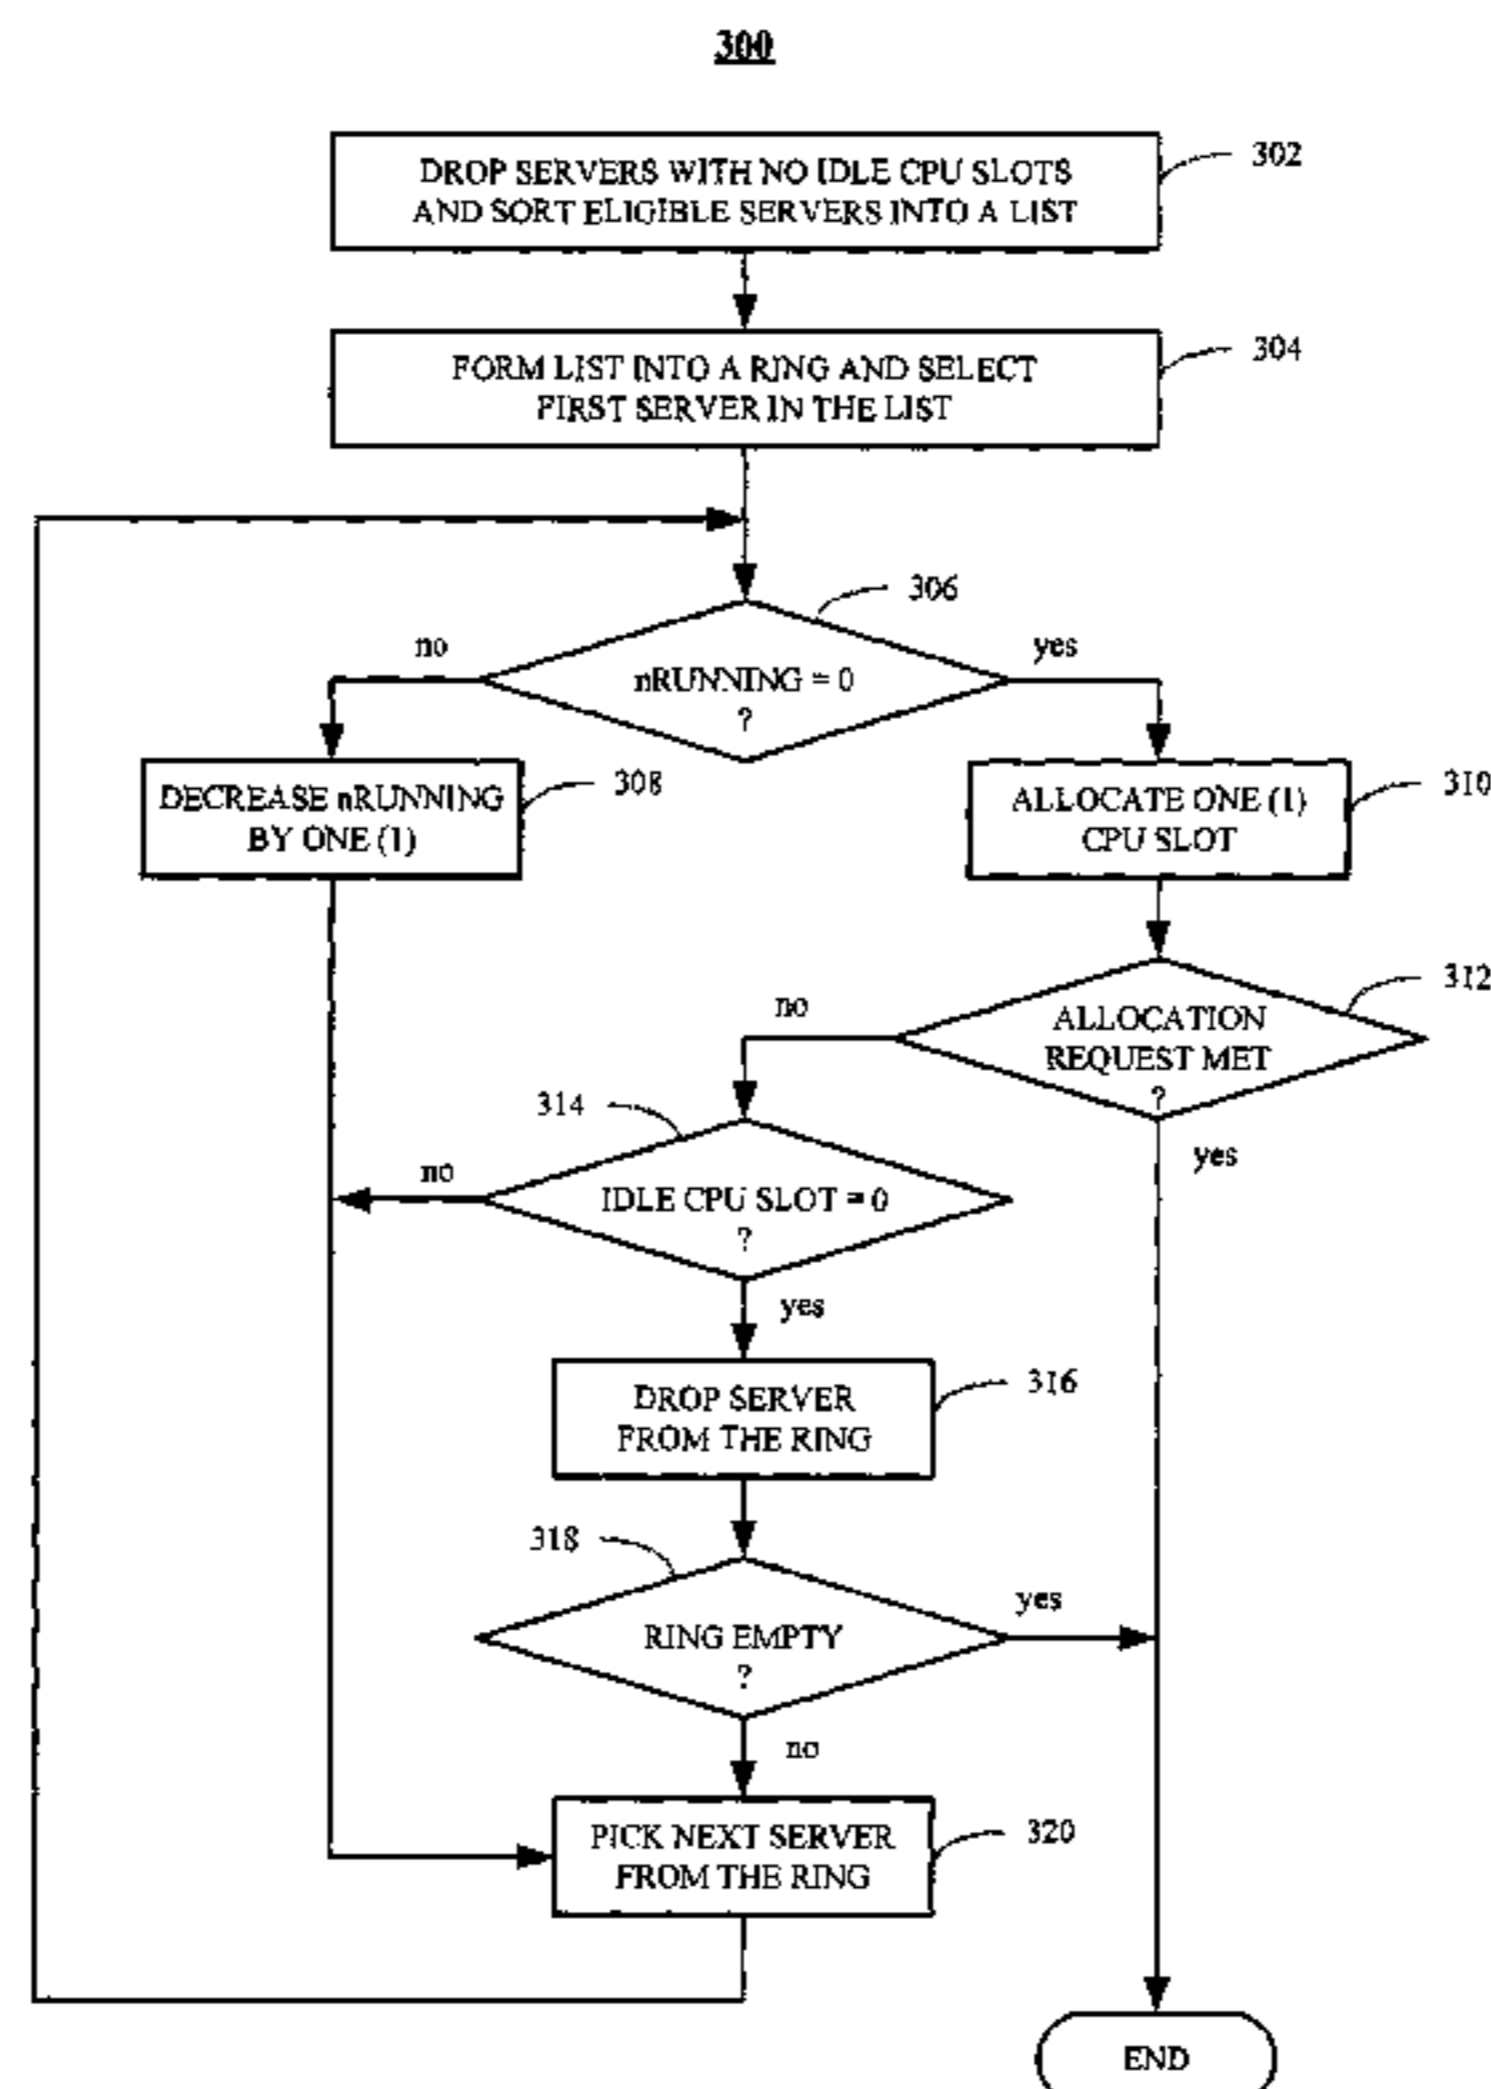 300
DROP SERVERS WITH NO IDLE CPU SLOTS
AND SORT ELIGIBLE SERVERS INTO A LIST
302
FORM LIST INTO A RING AND SELECT
FIRST SERVER IN THE LIST
304
306
no
yes
nRUNNING = 0
?
DECREASE nRUNNING
BY ONE (1)
308
ALLOCATE ONE (1)
CPU SLOT
310
312
no
ALLOCATION
REQUEST MET
?
314
yes
no
IDLE CPU SLOT = 0
?
yes
DROP SERVER
FROM THE RING
316
318
yes
RING EMPTY
?
no
PICK NEXT SERVER
FROM THE RING
320
END